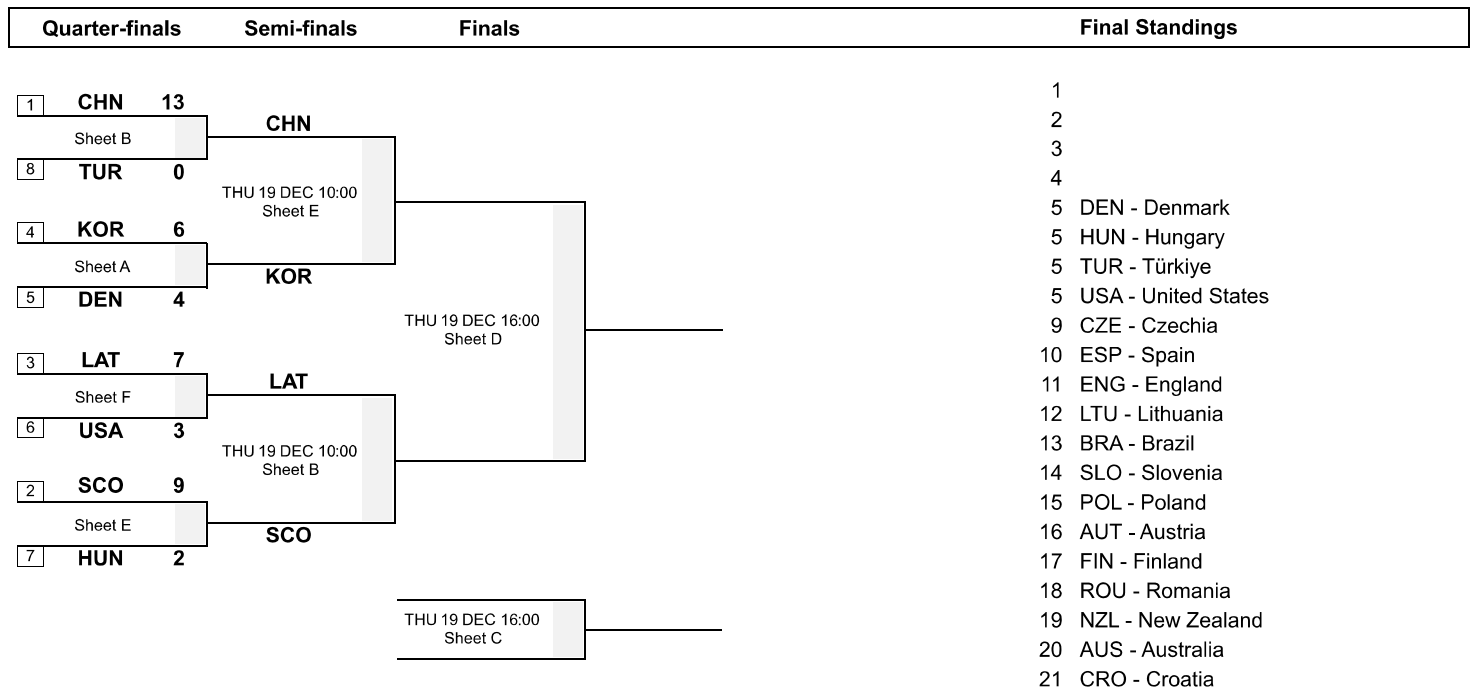 Quarter-finals Semi-finals Finals Final Standings
1 CHN 13
Sheet B
8 TUR 0
4 KOR 6
Sheet A
5 DEN 4
3 LAT 7
Sheet F
6 USA 3
2 SCO 9
Sheet E
7 HUN 2
CHN
THU 19 DEC 10:00
Sheet E
KOR
LAT
THU 19 DEC 10:00
Sheet B
SCO
THU 19 DEC 16:00
Sheet D
THU 19 DEC 16:00
Sheet C
1
2
3
4
5 DEN - Denmark
5 HUN - Hungary
5 TUR - Türkiye
5 USA - United States
9 CZE - Czechia
10 ESP - Spain
11 ENG - England
12 LTU - Lithuania
13 BRA - Brazil
14 SLO - Slovenia
15 POL - Poland
16 AUT - Austria
17 FIN - Finland
18 ROU - Romania
19 NZL - New Zealand
20 AUS - Australia
21 CRO - Croatia